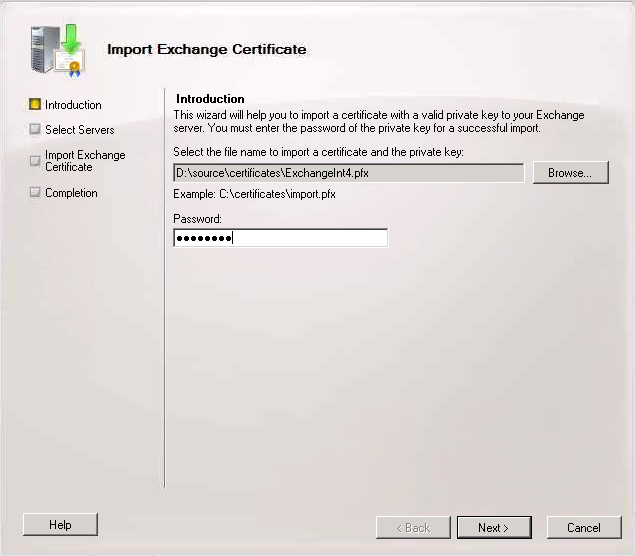 Import Exchange Certificate
Introduction
Select Servers
Import Exchange
Certificate
Completion
Introduction
This wizard will help you to import a certificate with a valid private key to your Exchange
server. You must enter the password of the private key for a successful import.
Select the file name to import a certificate and the private key:
D:\source\certificates\ExchangeInt4.pfx
Browse...
Example: C:\certificates\import.pfx
Password:
●●●●●●●●
Help
< Back
Next >
Cancel